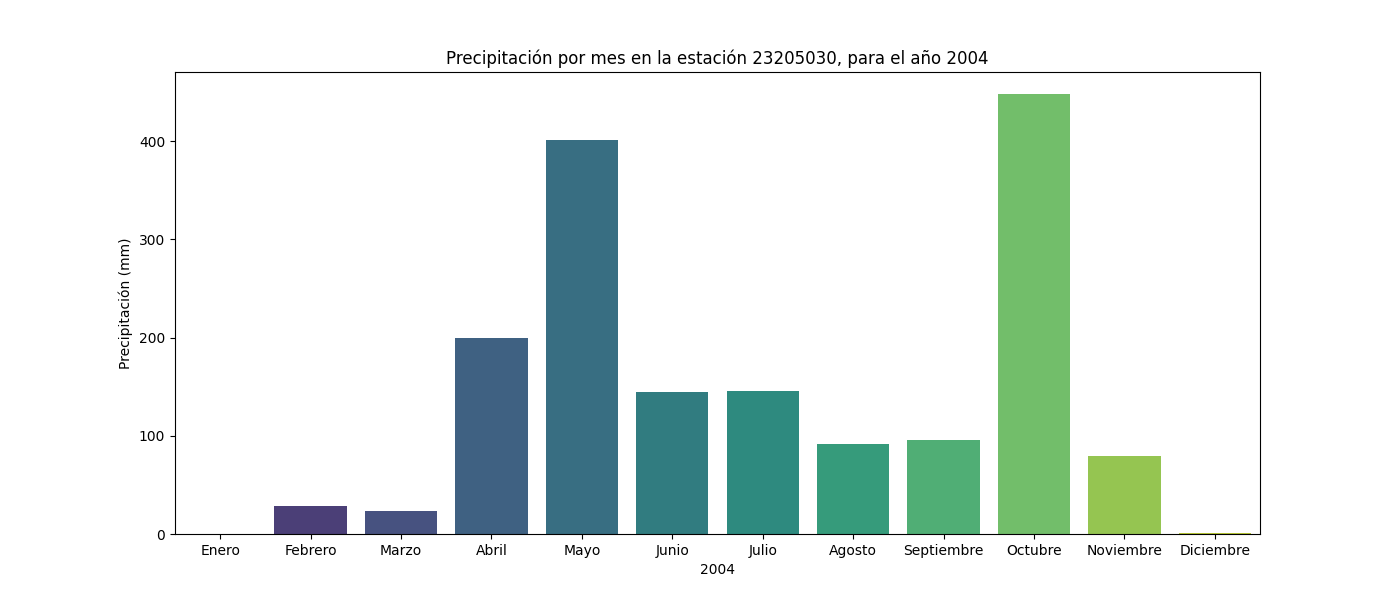 Precipitación por mes en la estación 23205030, para el año 2004
Precipitación (mm)
400
300
200
100
0
Enero Febrero Marzo Abril Mayo Junio Julio Agosto Septiembre Octubre Noviembre Diciembre
2004